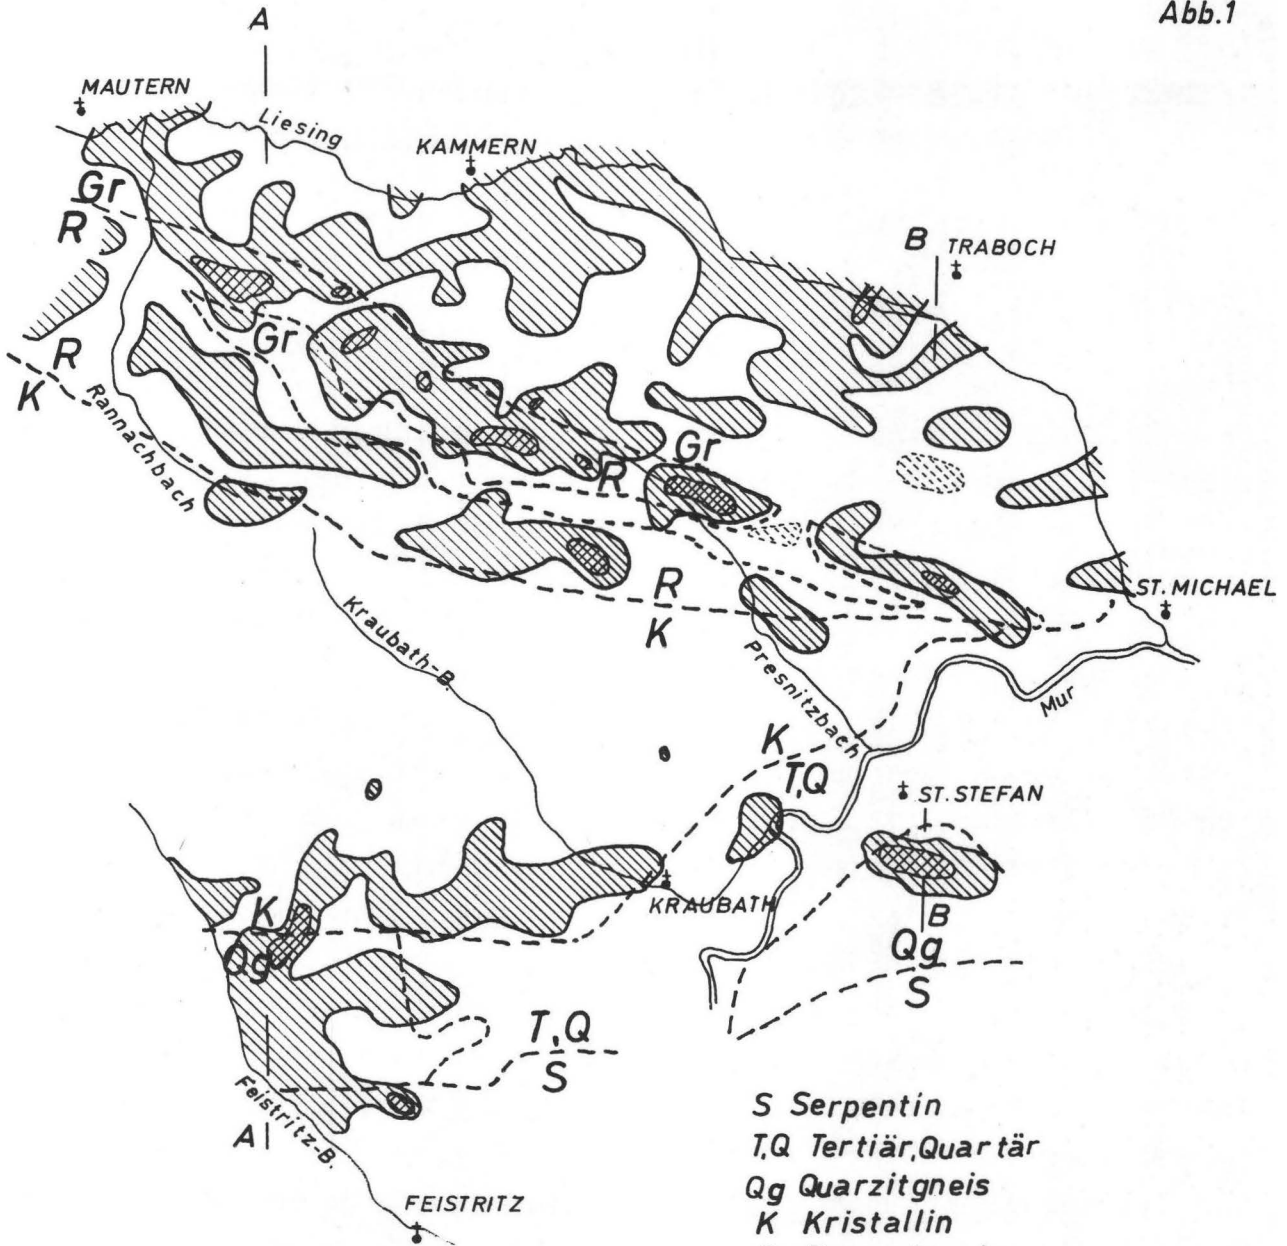 Abb.1
A
MAUTERN
Liesing
KAMMERN
Gr
R
B TRABOCH
Gr
R
K
Rannachbach
Gr
R
R
K
ST. MICHAEL
Kraubath-B.
Presnitzbach
Mur
K
T,Q
ST. STEFAN
KRAUBATH
K
Qg
B
Qg
S
T,Q
S
Feistritz-B.
A
FEISTRITZ
S Serpentin
T,Q Tertiär,Quartär
Qg Quarzitgneis
K Kristallin